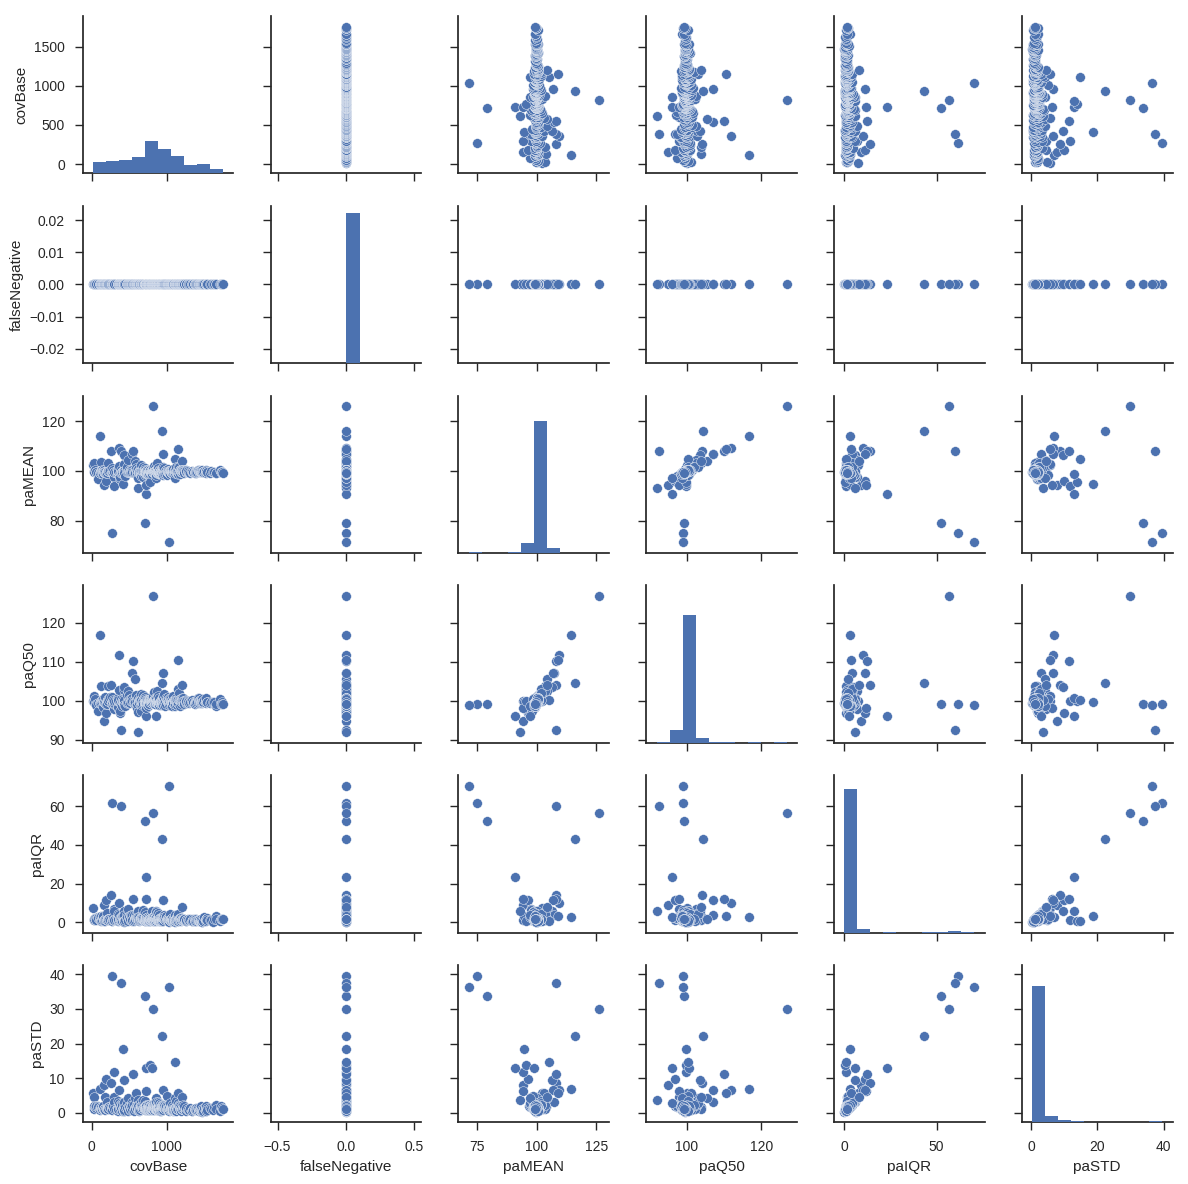 1500
1000
500
0
covBase
0.02
0.01
0.00
−0.01
−0.02
falseNegative
120
100
80
paMEAN
120
110
100
90
paQ50
60
40
20
0
paIQR
40
30
20
10
0
paSTD
0 1000
−0.5 0.0 0.5
75 100 125
100 120
0 50
0 20 40
covBase falseNegative paMEAN paQ50 paIQR paSTD